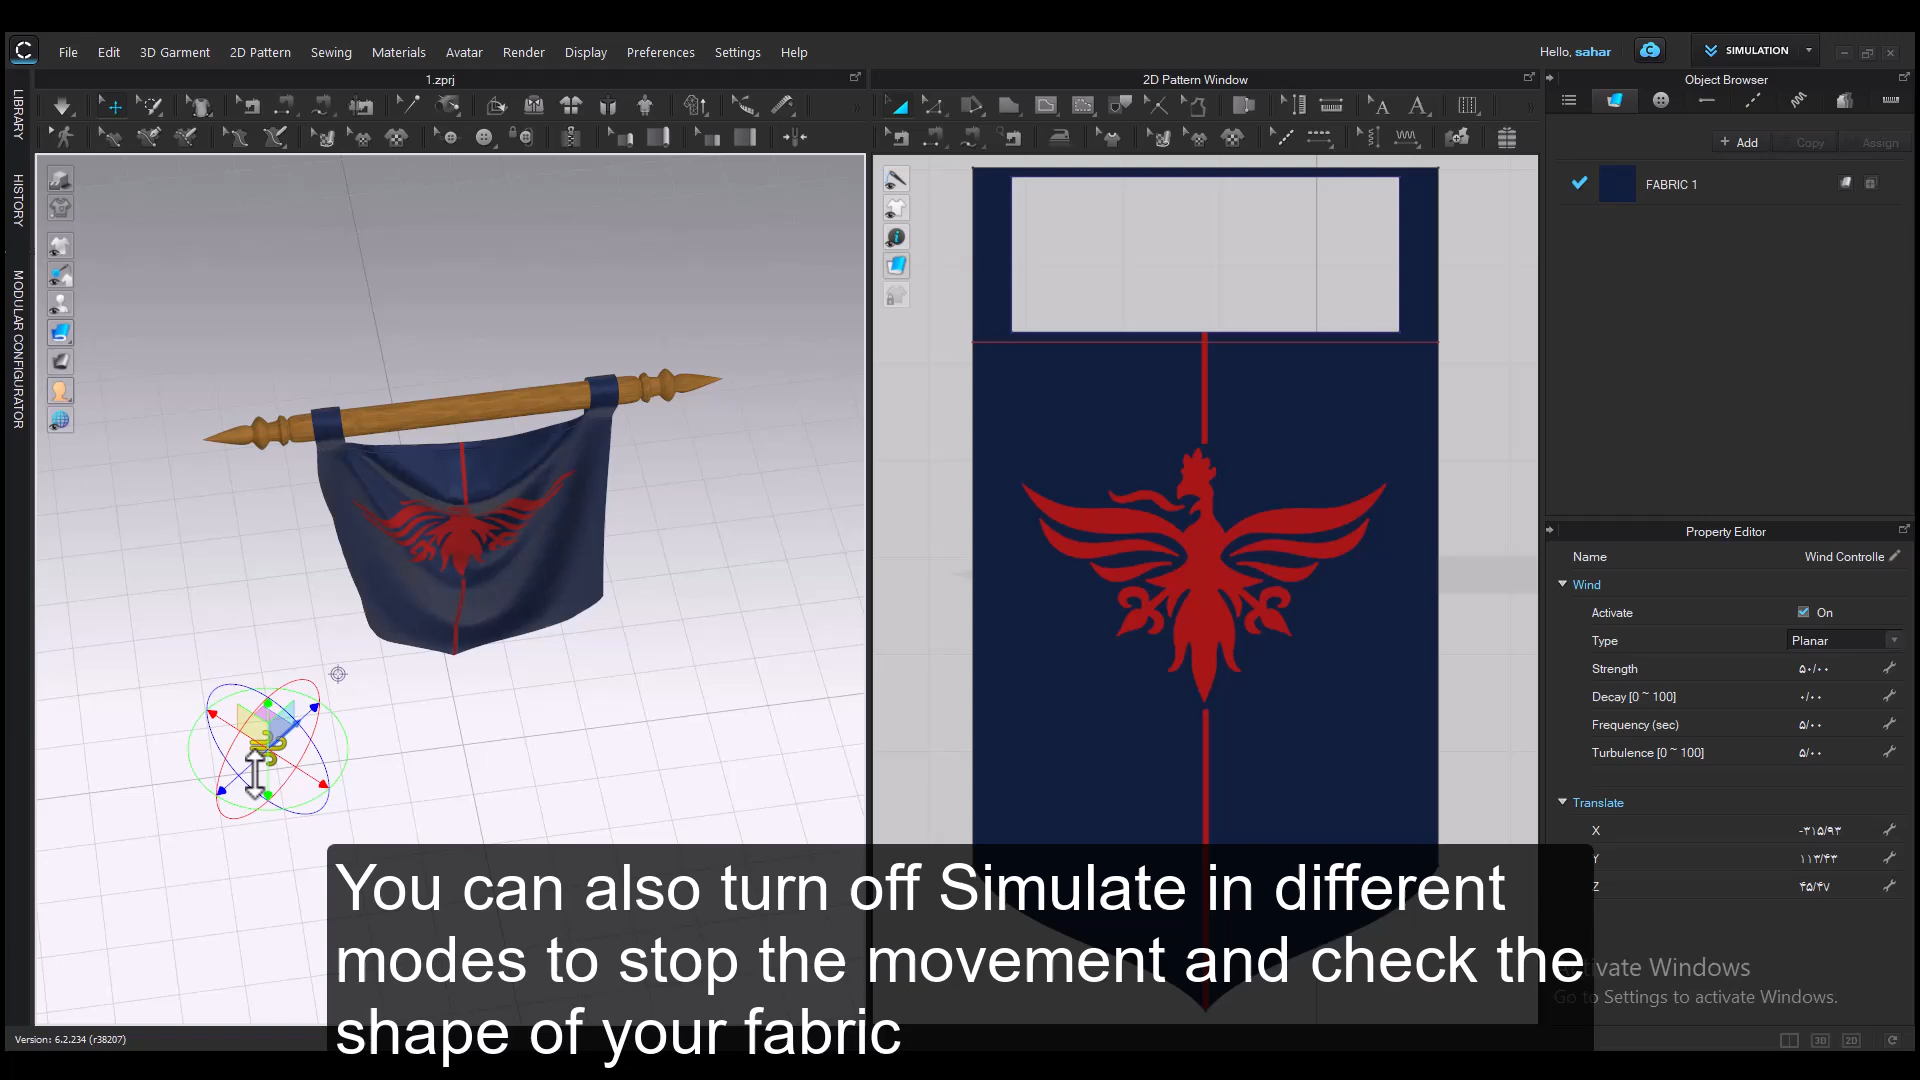 File Edit 3D Garment 2D Pattern Sewing Materials Avatar Render Display Preferences Settings Help
Hello, sahar SIMULATION
1.zprj
2D Pattern Window
Object Browser
LIBRARY
HISTORY
MODULAR CONFIGURATOR
+ Add Copy Assign
FABRIC 1
Property Editor
Name Wind Controlle
Wind
Activate On
Type Planar
Strength ۵۰/۰۰
Decay [0 ~ 100] ۰/۰۰
Frequency (sec) ۵/۰۰
Turbulence [0 ~ 100] ۵/۰۰
Translate
X -۳۱۵/۹۳
Y ۱۱۳/۴۳
Z ۴۵/۴۷
You can also turn off Simulate in different
modes to stop the movement and check the
shape of your fabric
ivate Windows
Go to Settings to activate Windows.
Version: 6.2.234 (r38207)
3D 2D